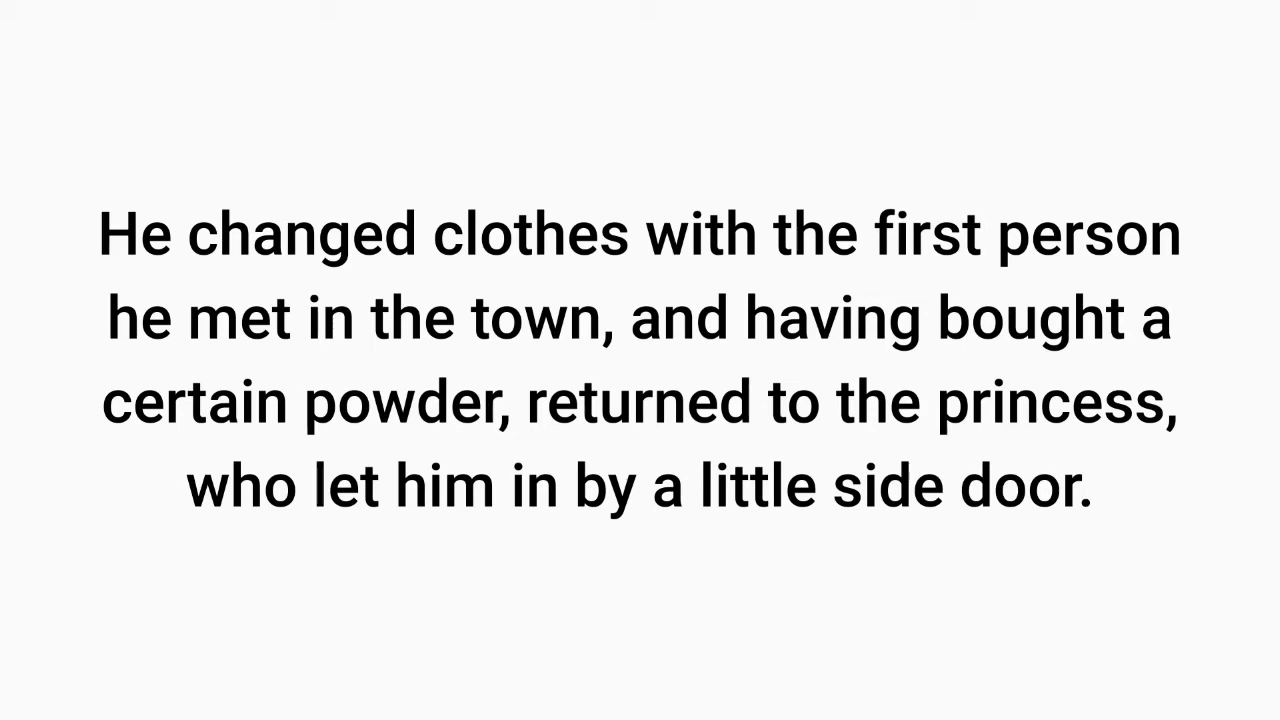 He changed clothes with the first person
he met in the town, and having bought a
certain powder, returned to the princess,
who let him in by a little side door.